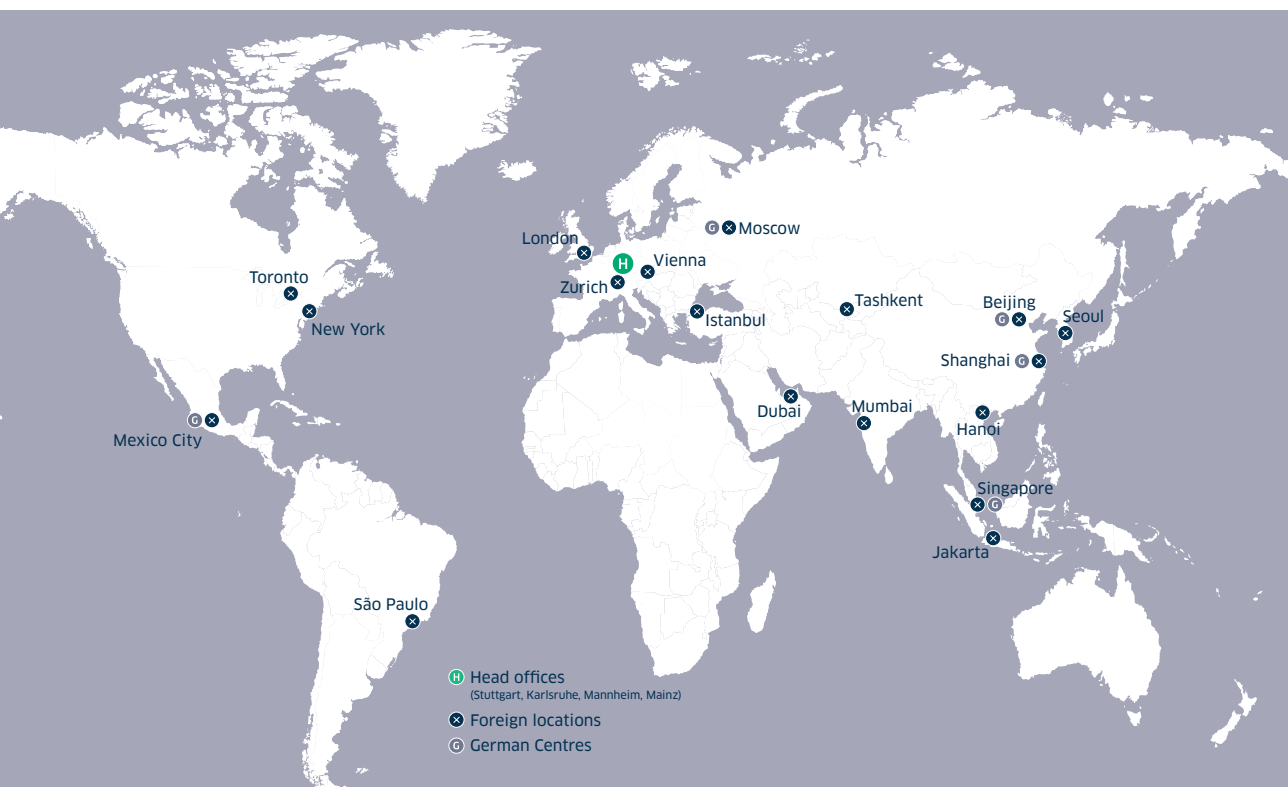 Moscow
London
Vienna
Zurich
Toronto
Tashkent
Beijing
Seoul
Istanbul
New York
Shanghai
Dubai
Mumbai
Hanoi
Mexico City
Singapore
Jakarta
São Paulo
H Head offices
(Stuttgart, Karlsruhe, Mannheim, Mainz)
Foreign locations
G German Centres